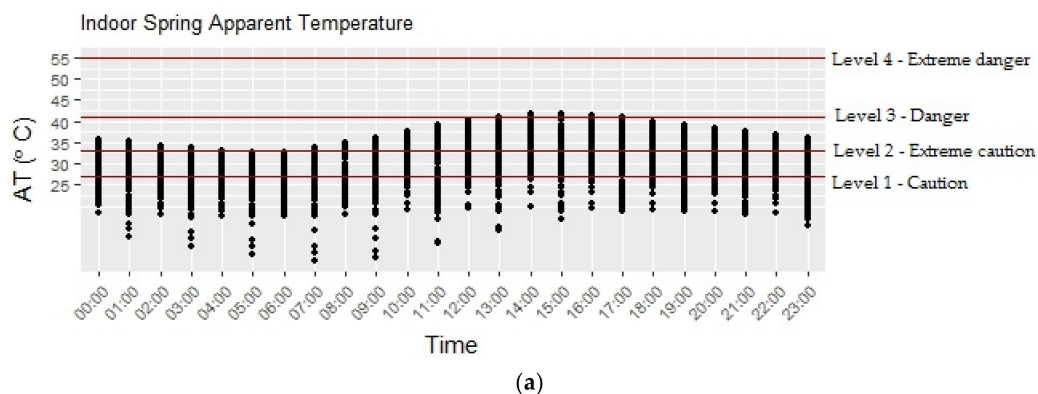 Indoor Spring Apparent Temperature
55
50
45
40
35
30
25
AT (º C)
Level 4 - Extreme danger
Level 3 - Danger
Level 2 - Extreme caution
Level 1 - Caution
00:00 01:00 02:00 03:00 04:00 05:00 06:00 07:00 08:00 09:00 10:00 11:00 12:00 13:00 14:00 15:00 16:00 17:00 18:00 19:00 20:00 21:00 22:00 23:00
Time
(a)